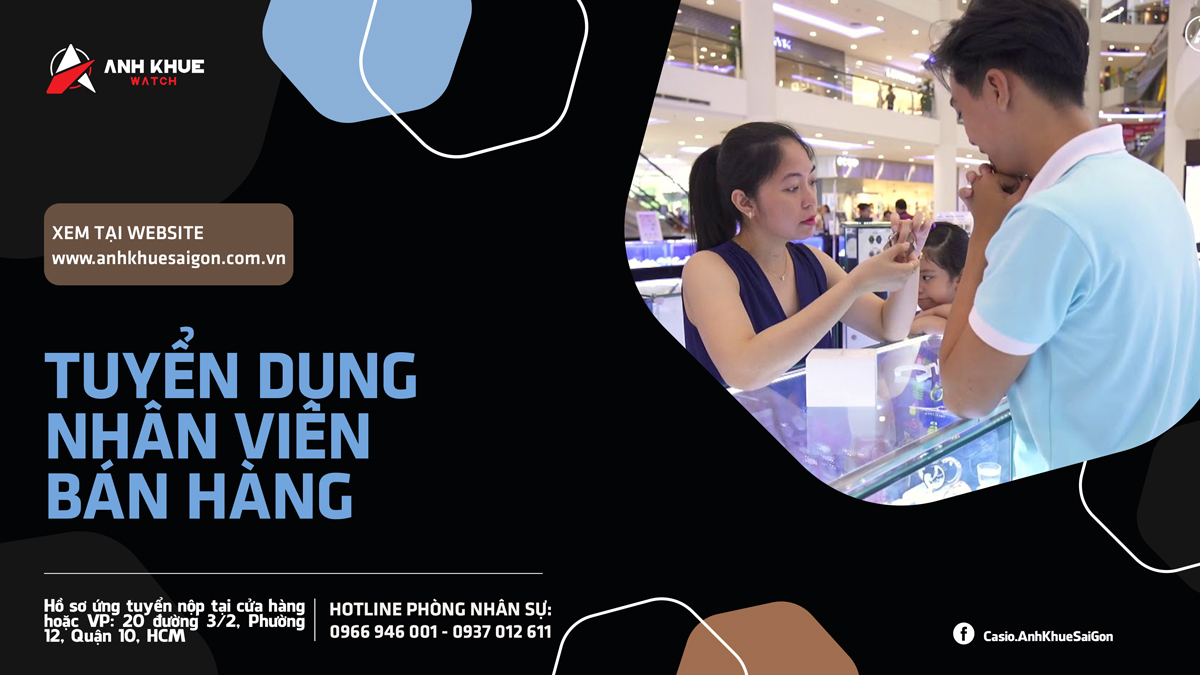 ANH KHUE
WATCH
XEM TẠI WEBSITE
www.anhkhuesaigon.com.vn
TUYỂN DỤNG
NHÂN VIÊN
BÁN HÀNG
Hồ sơ ứng tuyển nộp tại cửa hàng
hoặc VP: 20 đường 3/2, Phường
12, Quận 10, HCM
HOTLINE PHÒNG NHÂN SỰ:
0966 946 001 - 0937 012 611
Casio.AnhKhueSaiGon